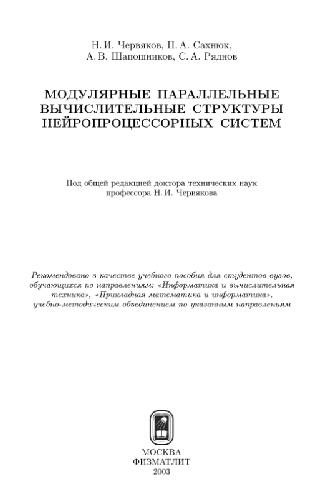 Н. И. Червяков, П. А. Сахнюк,
А. В. Шапошников, С. А. Ряднов
МОДУЛЯРНЫЕ ПАРАЛЛЕЛЬНЫЕ
ВЫЧИСЛИТЕЛЬНЫЕ СТРУКТУРЫ
НЕЙРОПРОЦЕССОРНЫХ СИСТЕМ
Под общей редакцией доктора технических наук
профессора Н. И. Червякова
Рекомендовано в качестве учебного пособия для студентов вузов,
обучающихся по направлениям: «Информатика и вычислительная
техника», «Прикладная математика и информатика»,
учебно-методическим объединением по указанным направлениям
МОСКВА
ФИЗМАТЛИТ
2003